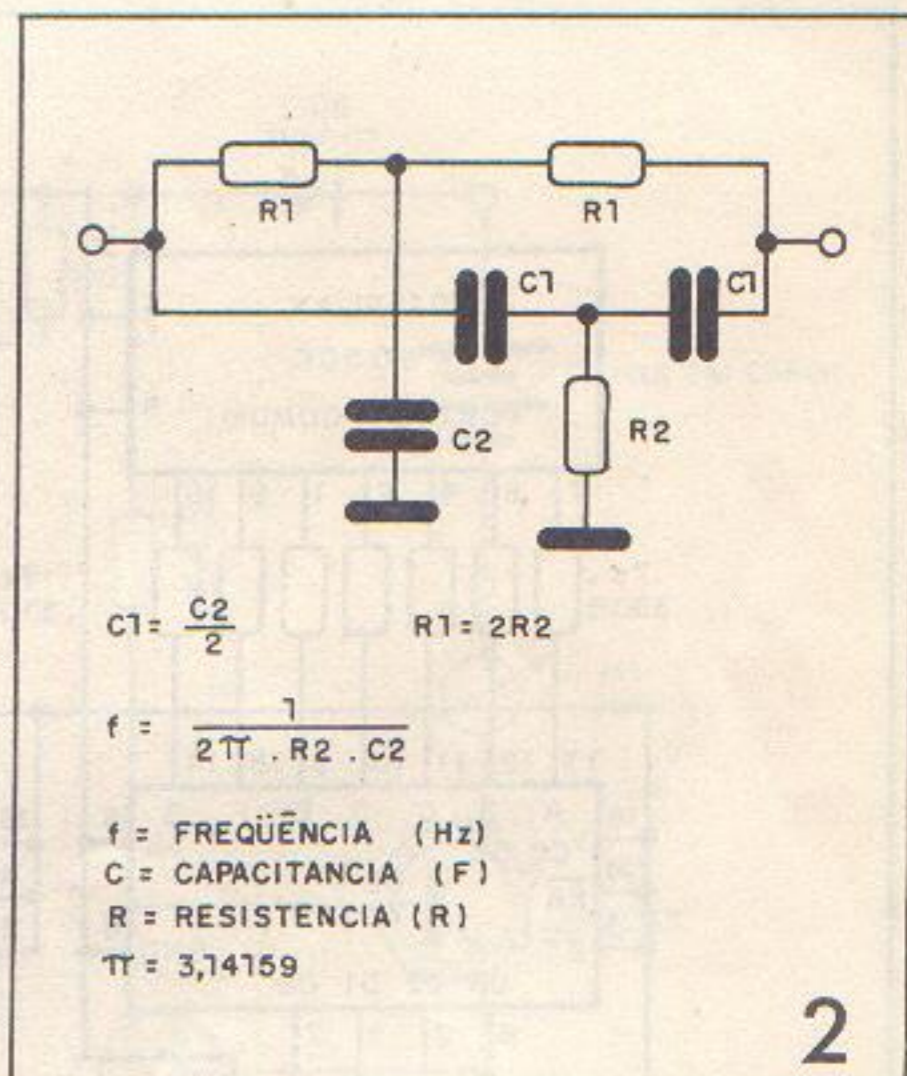 R1 R1
C1 C1
C2 R2
C1 = C2/2 R1 = 2R2
f = 1/2π . R2 . C2
f = FREQÜÊNCIA (Hz)
C = CAPACITANCIA (F)
R = RESISTENCIA (R)
π = 3,14159
2